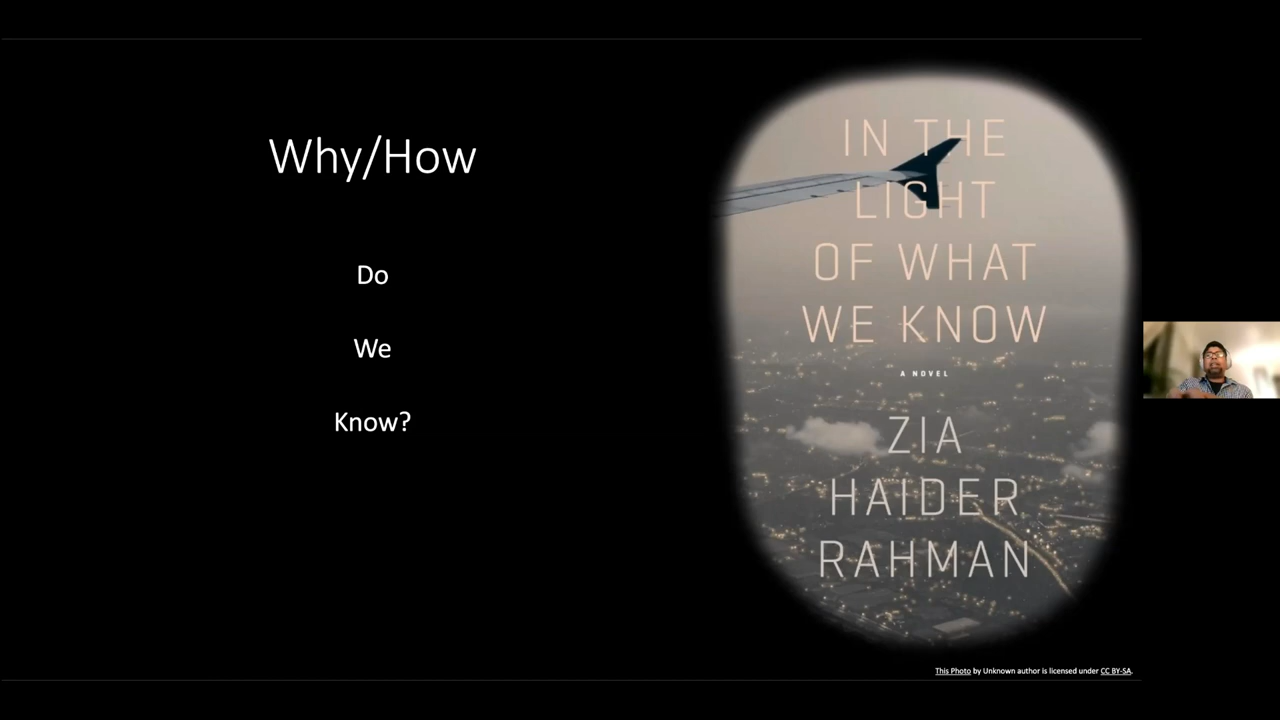 Why/How
Do
We
Know?
IN THE
LIGHT
OF WHAT
WE KNOW
A NOVEL
ZIA
HAIDER
RAHMAN
This Photo by Unknown author is licensed under CC BY-SA.